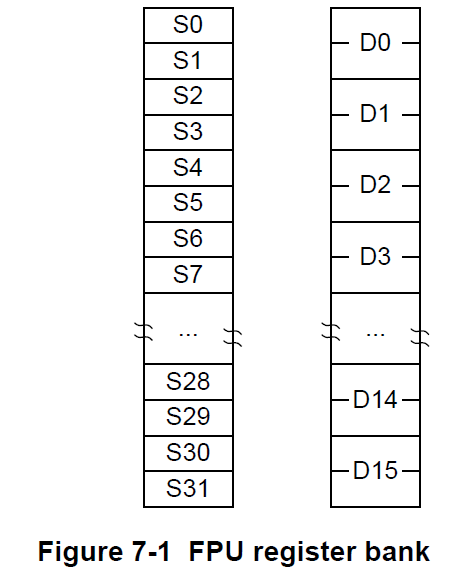 S0
S1
S2
S3
S4
S5
S6
S7
...
S28
S29
S30
S31
D0
D1
D2
D3
...
D14
D15
Figure 7-1 FPU register bank